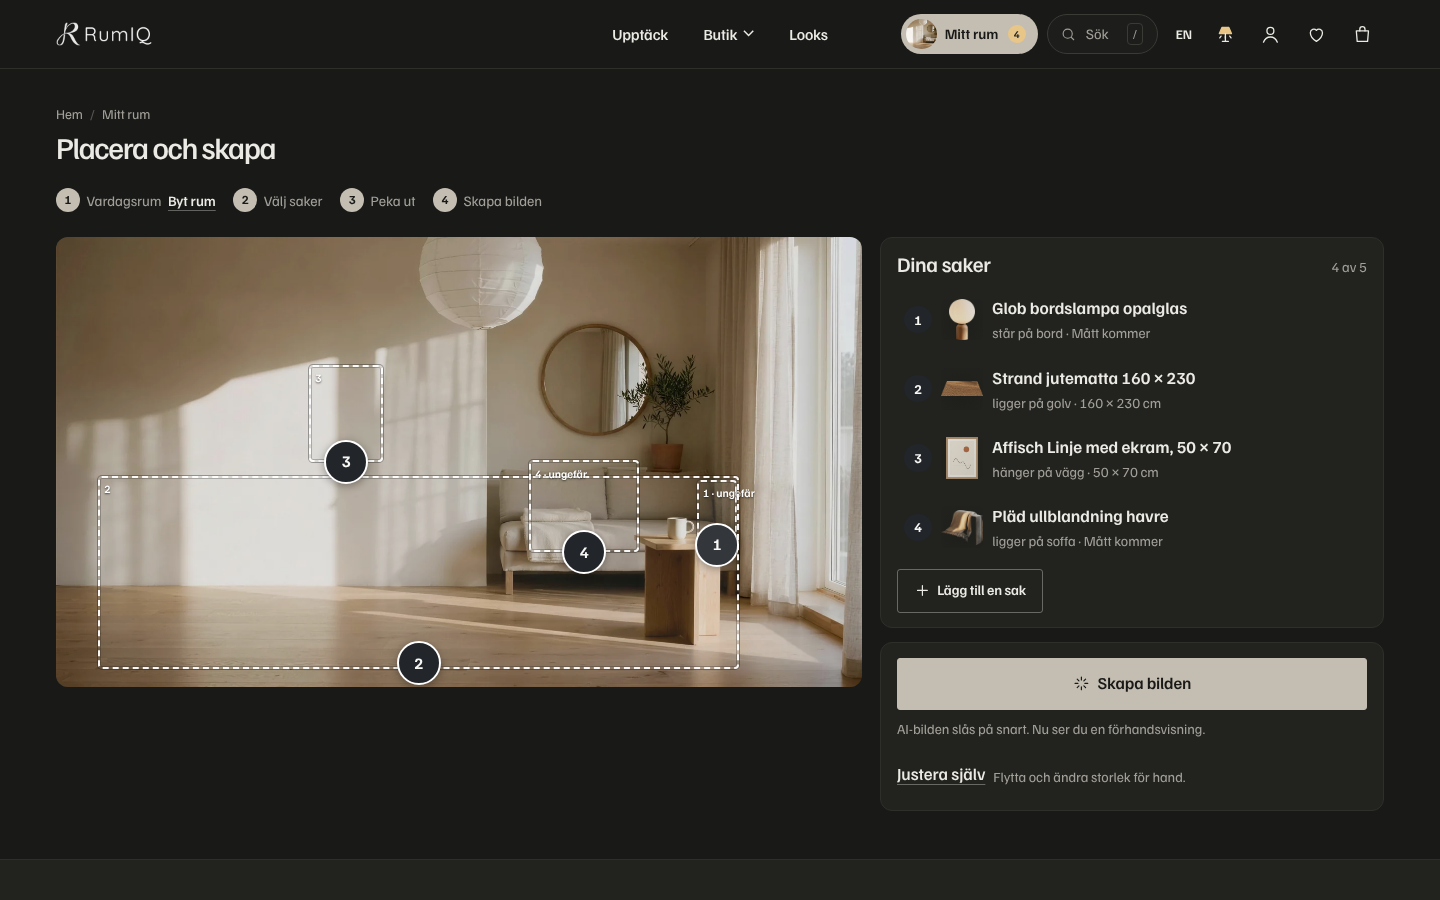 RumIQ
Upptäck
Butik
Looks
Mitt rum 4
Sök /
EN
Hem / Mitt rum
Placera och skapa
1 Vardagsrum Byt rum 2 Välj saker 3 Peka ut 4 Skapa bilden
3
3
4 · ungefär
2
1 · ungefär
4
1
2
Dina saker
4 av 5
1
Glob bordslampa opalglas
står på bord · Mått kommer
2
Strand jutematta 160 × 230
ligger på golv · 160 × 230 cm
3
Affisch Linje med ekram, 50 × 70
hänger på vägg · 50 × 70 cm
4
Pläd ullblandning havre
ligger på soffa · Mått kommer
+ Lägg till en sak
Skapa bilden
AI-bilden slås på snart. Nu ser du en förhandsvisning.
Justera själv Flytta och ändra storlek för hand.